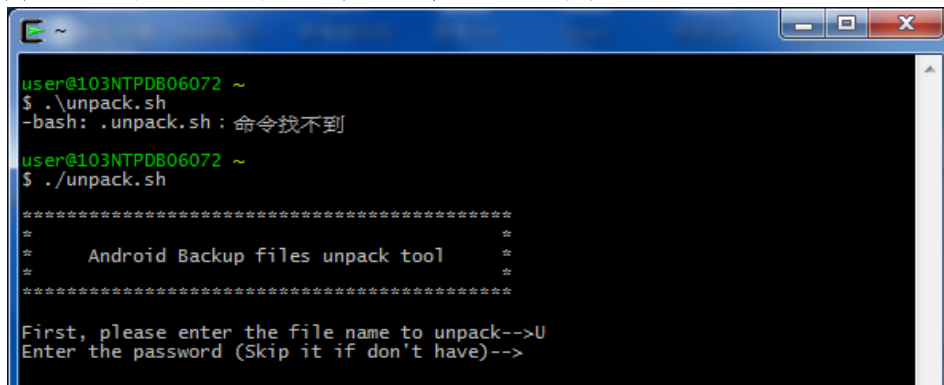 ~
user@103NTPDB06072 ~
$ .\unpack.sh
-bash: .unpack.sh：命令找不到
user@103NTPDB06072 ~
$ ./unpack.sh
********************************************
*                                          *
*     Android Backup files unpack tool     *
*                                          *
********************************************
First, please enter the file name to unpack-->U
Enter the password (Skip it if don't have)-->